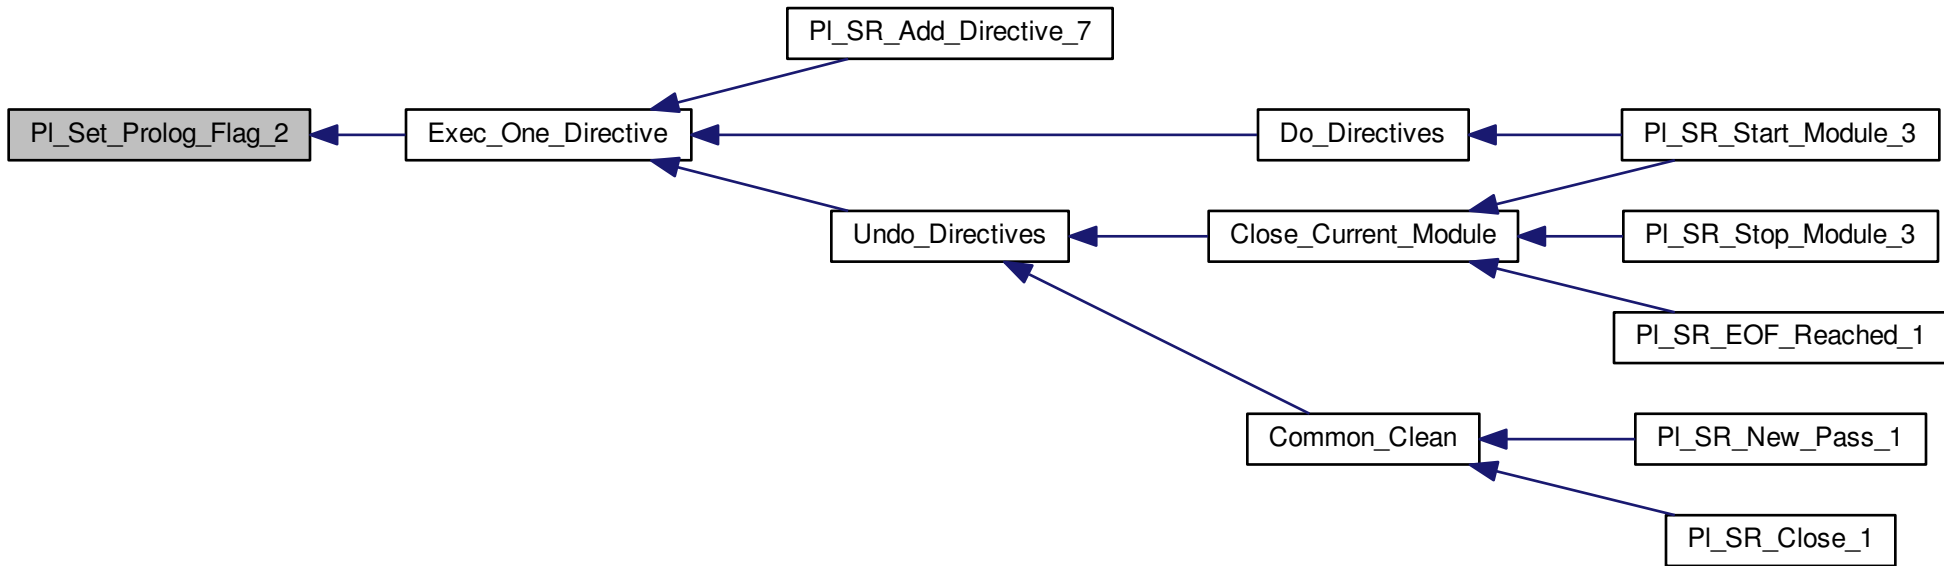 Pl_SR_Add_Directive_7
Pl_Set_Prolog_Flag_2
Exec_One_Directive
Do_Directives
Pl_SR_Start_Module_3
Undo_Directives
Close_Current_Module
Pl_SR_Stop_Module_3
Pl_SR_EOF_Reached_1
Common_Clean
Pl_SR_New_Pass_1
Pl_SR_Close_1